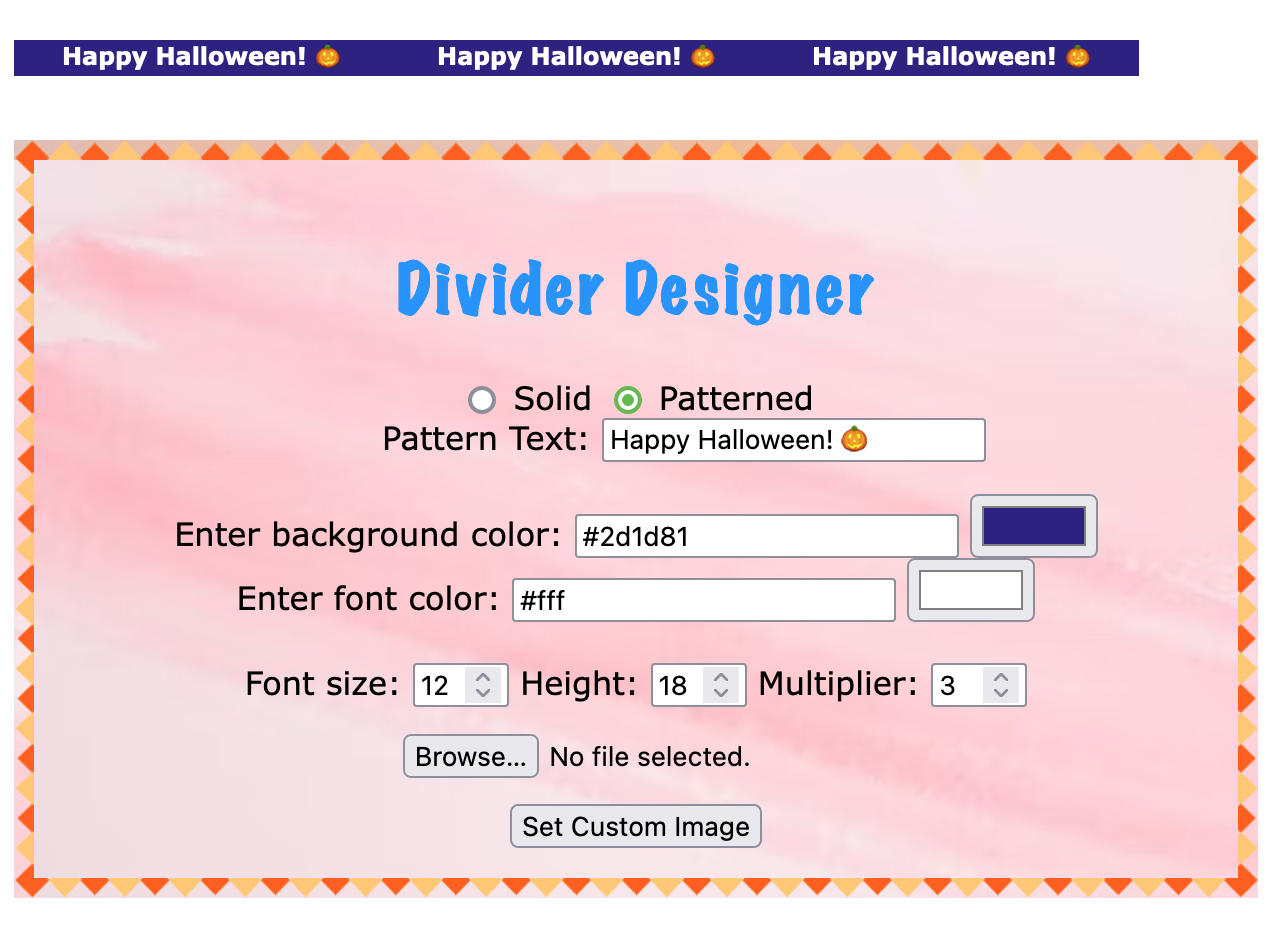 Happy Halloween! 🎃 Happy Halloween! 🎃 Happy Halloween! 🎃
Divider Designer
Solid Patterned
Pattern Text: Happy Halloween! 🎃
Enter background color: #2d1d81
Enter font color: #fff
Font size: 12 Height: 18 Multiplier: 3
Browse... No file selected.
Set Custom Image